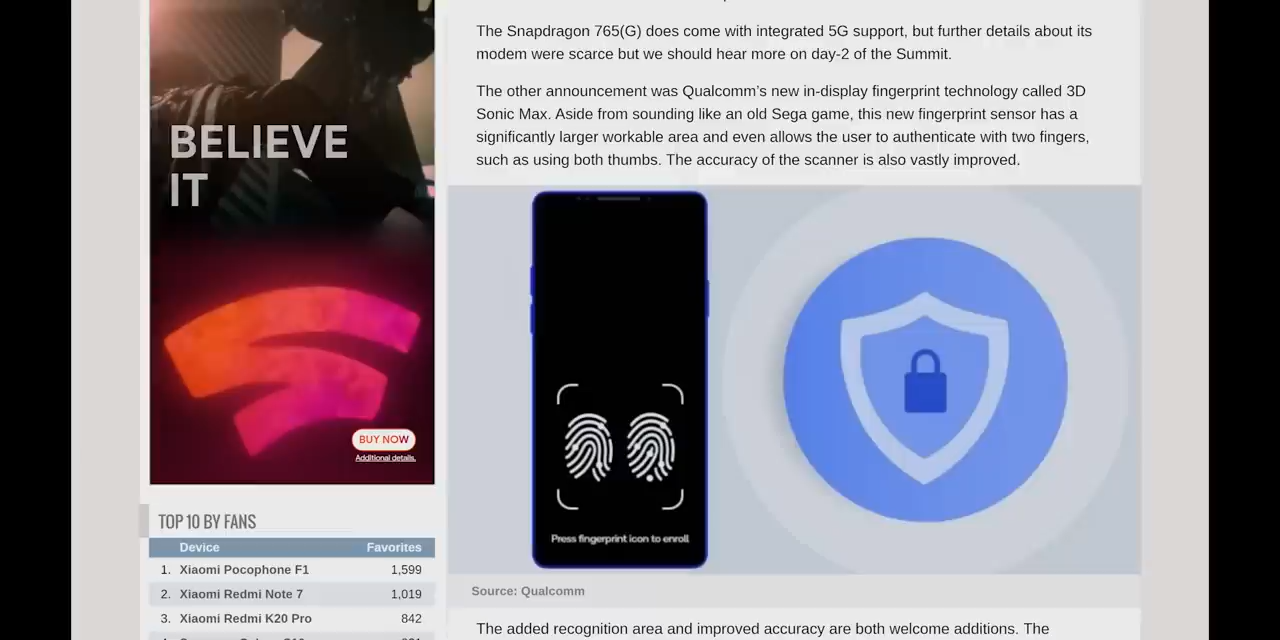 The Snapdragon 765(G) does come with integrated 5G support, but further details about its
modem were scarce but we should hear more on day-2 of the Summit.
The other announcement was Qualcomm's new in-display fingerprint technology called 3D
Sonic Max. Aside from sounding like an old Sega game, this new fingerprint sensor has a
significantly larger workable area and even allows the user to authenticate with two fingers,
such as using both thumbs. The accuracy of the scanner is also vastly improved.
BELIEVE
IT
BUY NOW
Additional details.
Press fingerprint icon to enroll
Source: Qualcomm
The added recognition area and improved accuracy are both welcome additions. The
TOP 10 BY FANS
Device Favorites
1. Xiaomi Pocophone F1 1,599
2. Xiaomi Redmi Note 7 1,019
3. Xiaomi Redmi K20 Pro 842